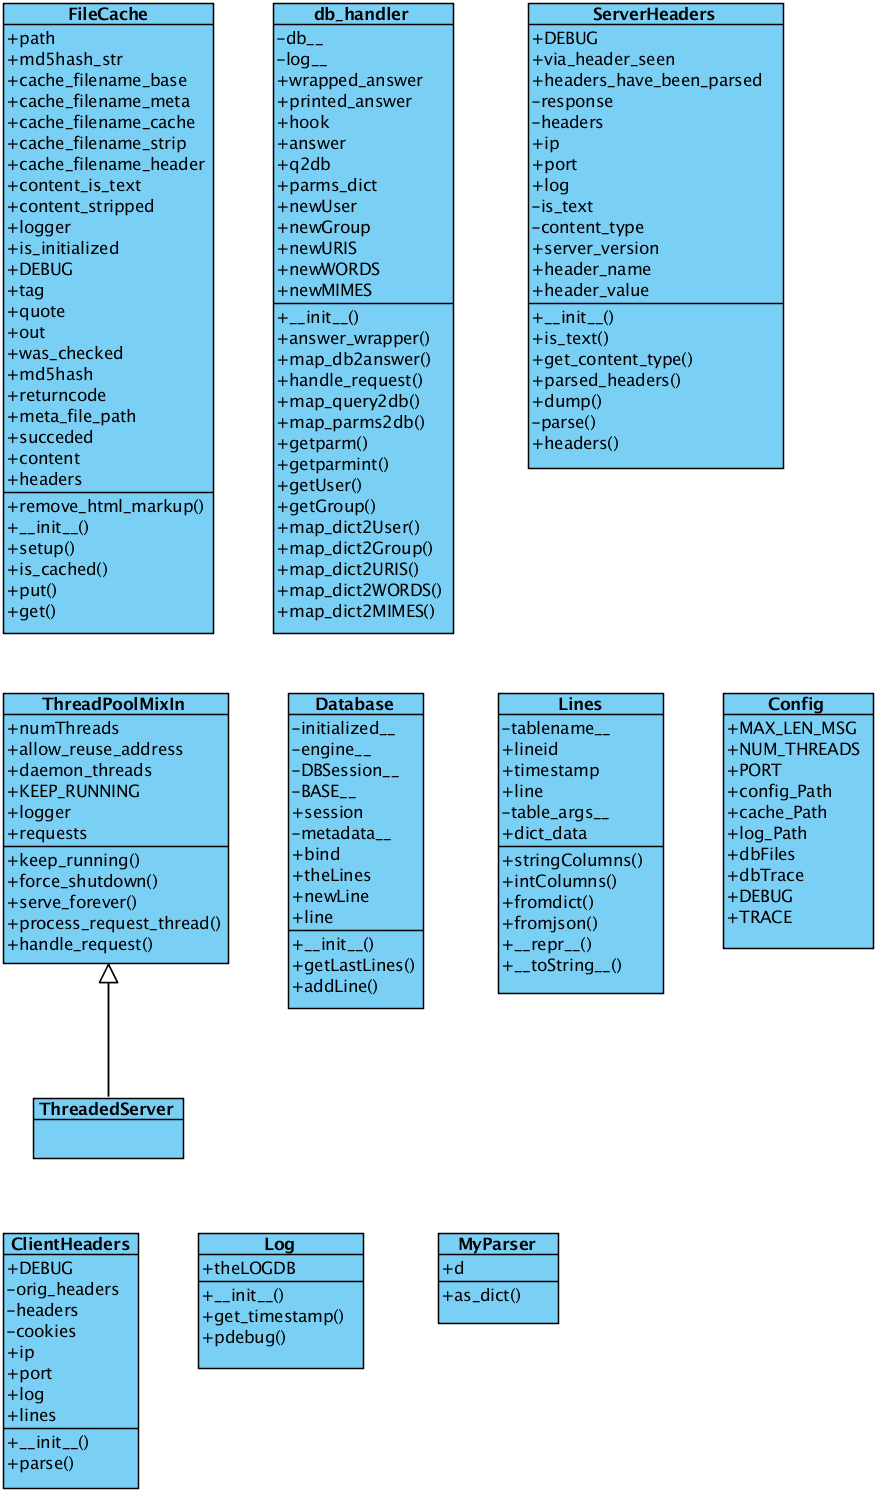 FileCache
+path
+md5hash_str
+cache_filename_base
+cache_filename_meta
+cache_filename_cache
+cache_filename_strip
+cache_filename_header
+content_is_text
+content_stripped
+logger
+is_initialized
+DEBUG
+tag
+quote
+out
+was_checked
+md5hash
+returncode
+meta_file_path
+succeded
+content
+headers
+remove_html_markup()
+__init__()
+setup()
+is_cached()
+put()
+get()
db_handler
-db__
-log__
+wrapped_answer
+printed_answer
+hook
+answer
+q2db
+parms_dict
+newUser
+newGroup
+newURIS
+newWORDS
+newMIMES
+__init__()
+answer_wrapper()
+map_db2answer()
+handle_request()
+map_query2db()
+map_parms2db()
+getparm()
+getparmint()
+getUser()
+getGroup()
+map_dict2User()
+map_dict2Group()
+map_dict2URIS()
+map_dict2WORDS()
+map_dict2MIMES()
ServerHeaders
+DEBUG
+via_header_seen
+headers_have_been_parsed
-response
-headers
+ip
+port
+log
-is_text
-content_type
+server_version
+header_name
+header_value
+__init__()
+is_text()
+get_content_type()
+parsed_headers()
+dump()
-parse()
+headers()
ThreadPoolMixIn
+numThreads
+allow_reuse_address
+daemon_threads
+KEEP_RUNNING
+logger
+requests
+keep_running()
+force_shutdown()
+serve_forever()
+process_request_thread()
+handle_request()
Database
-initialized__
-engine__
-DBSession__
-BASE__
+session
-metadata__
+bind
+theLines
+newLine
+line
+__init__()
+getLastLines()
+addLine()
Lines
-tablename__
+lineid
+timestamp
+line
-table_args__
+dict_data
+stringColumns()
+intColumns()
+fromdict()
+fromjson()
+__repr__()
+__toString__()
Config
+MAX_LEN_MSG
+NUM_THREADS
+PORT
+config_Path
+cache_Path
+log_Path
+dbFiles
+dbTrace
+DEBUG
+TRACE
ThreadedServer
ClientHeaders
+DEBUG
-orig_headers
-headers
-cookies
+ip
+port
+log
+lines
+__init__()
+parse()
Log
+theLOGDB
+__init__()
+get_timestamp()
+pdebug()
MyParser
+d
+as_dict()